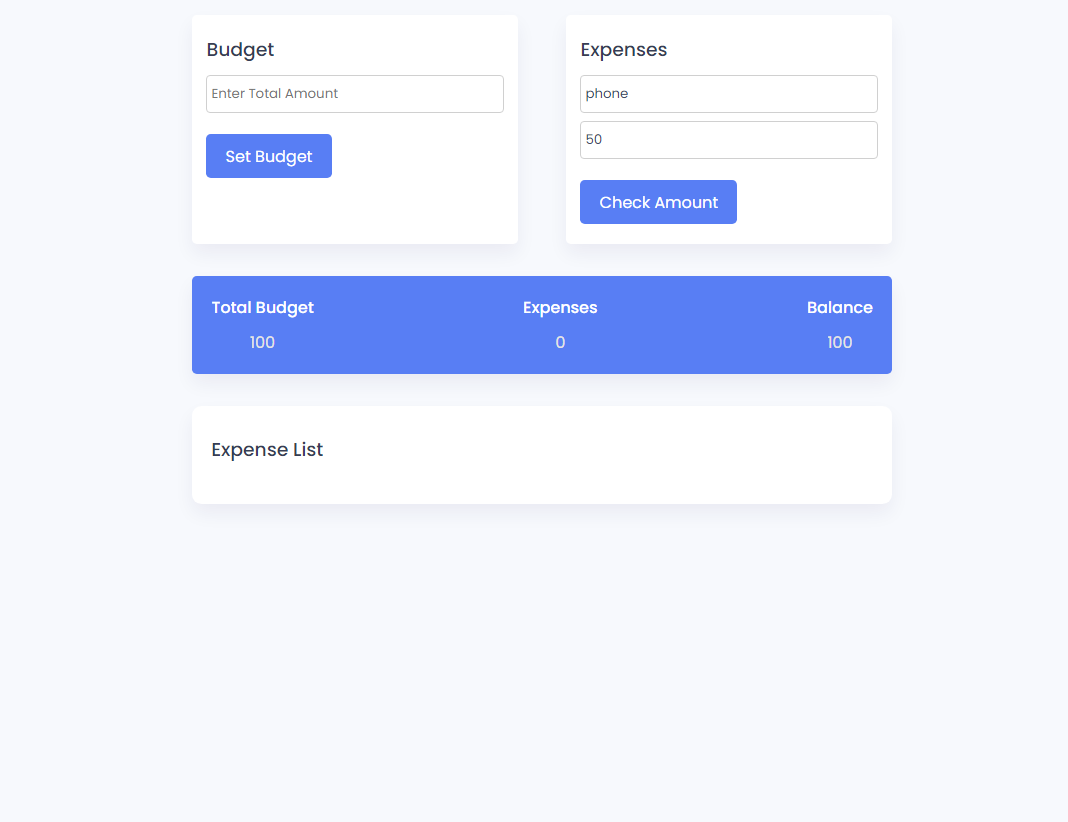 Budget
Enter Total Amount
Set Budget
Expenses
phone
50
Check Amount
Total Budget
100
Expenses
0
Balance
100
Expense List